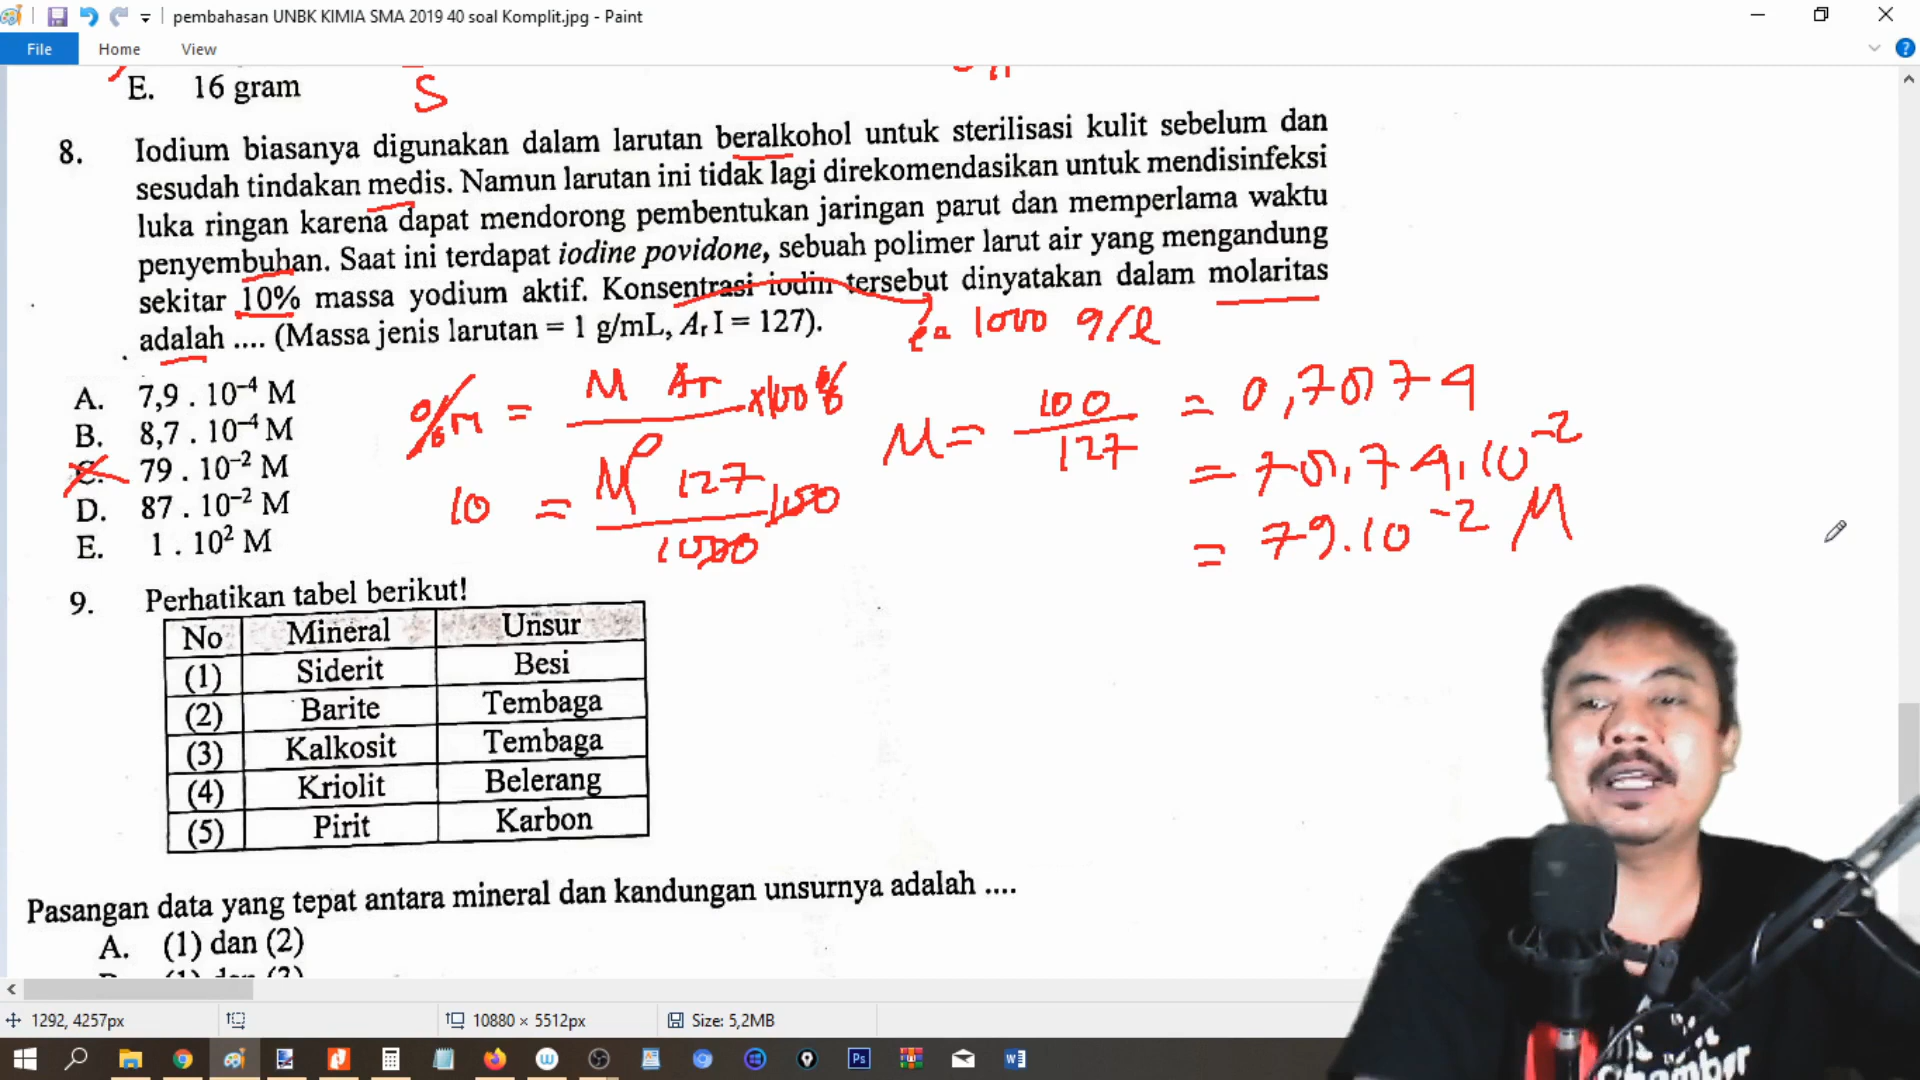 pembahasan UNBK KIMIA SMA 2019 40 soal Komplit.jpg - Paint
File Home View
E. 16 gram
S
8. Iodium biasanya digunakan dalam larutan beralkohol untuk sterilisasi kulit sebelum dan
sesudah tindakan medis. Namun larutan ini tidak lagi direkomendasikan untuk mendisinfeksi
luka ringan karena dapat mendorong pembentukan jaringan parut dan memperlama waktu
penyembuhan. Saat ini terdapat iodine povidone, sebuah polimer larut air yang mengandung
sekitar 10% massa yodium aktif. Konsentrasi iodin tersebut dinyatakan dalam molaritas
adalah .... (Massa jenis larutan = 1 g/mL, Ar I = 127).
ρ = 1000 g/l
A. 7,9 . 10⁻⁴ M
B. 8,7 . 10⁻⁴ M
C. 79 . 10⁻² M
D. 87 . 10⁻² M
E. 1 . 10² M
%M = M Ar / ρ x 100%
10 = M 127 / 1000 100
M = 100 / 127 = 0,7874
= 78,74.10⁻²
= 79.10⁻² M
9. Perhatikan tabel berikut!
No Mineral Unsur
(1) Siderit Besi
(2) Barite Tembaga
(3) Kalkosit Tembaga
(4) Kriolit Belerang
(5) Pirit Karbon
Pasangan data yang tepat antara mineral dan kandungan unsurnya adalah ....
A. (1) dan (2)
1292, 4257px 10880 × 5512px Size: 5,2MB
Ps